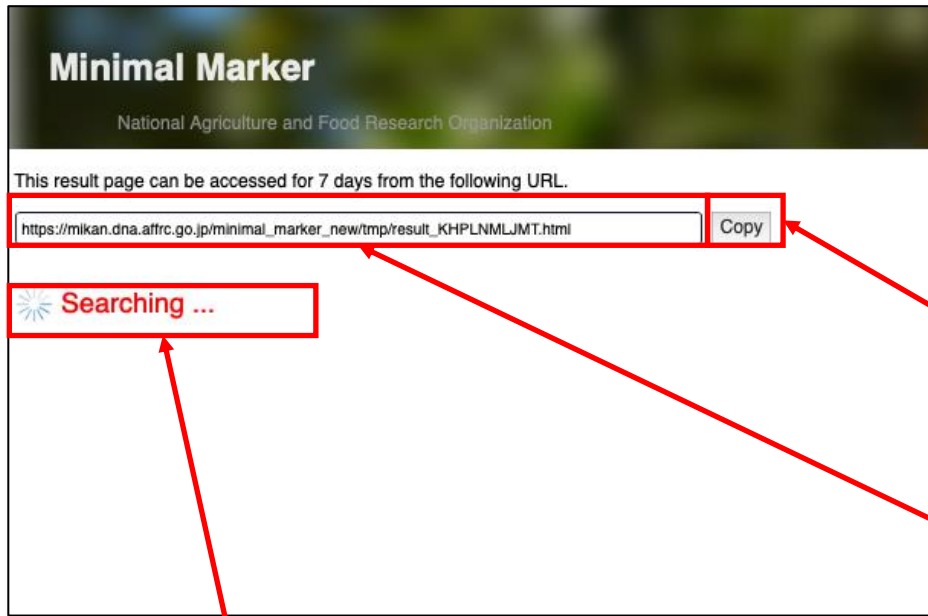 Minimal Marker
National Agriculture and Food Research Organization
This result page can be accessed for 7 days from the following URL.
https://mikan.dna.affrc.go.jp/minimal_marker_new/tmp/result_KHPLNMLJMT.html Copy
Searching ...